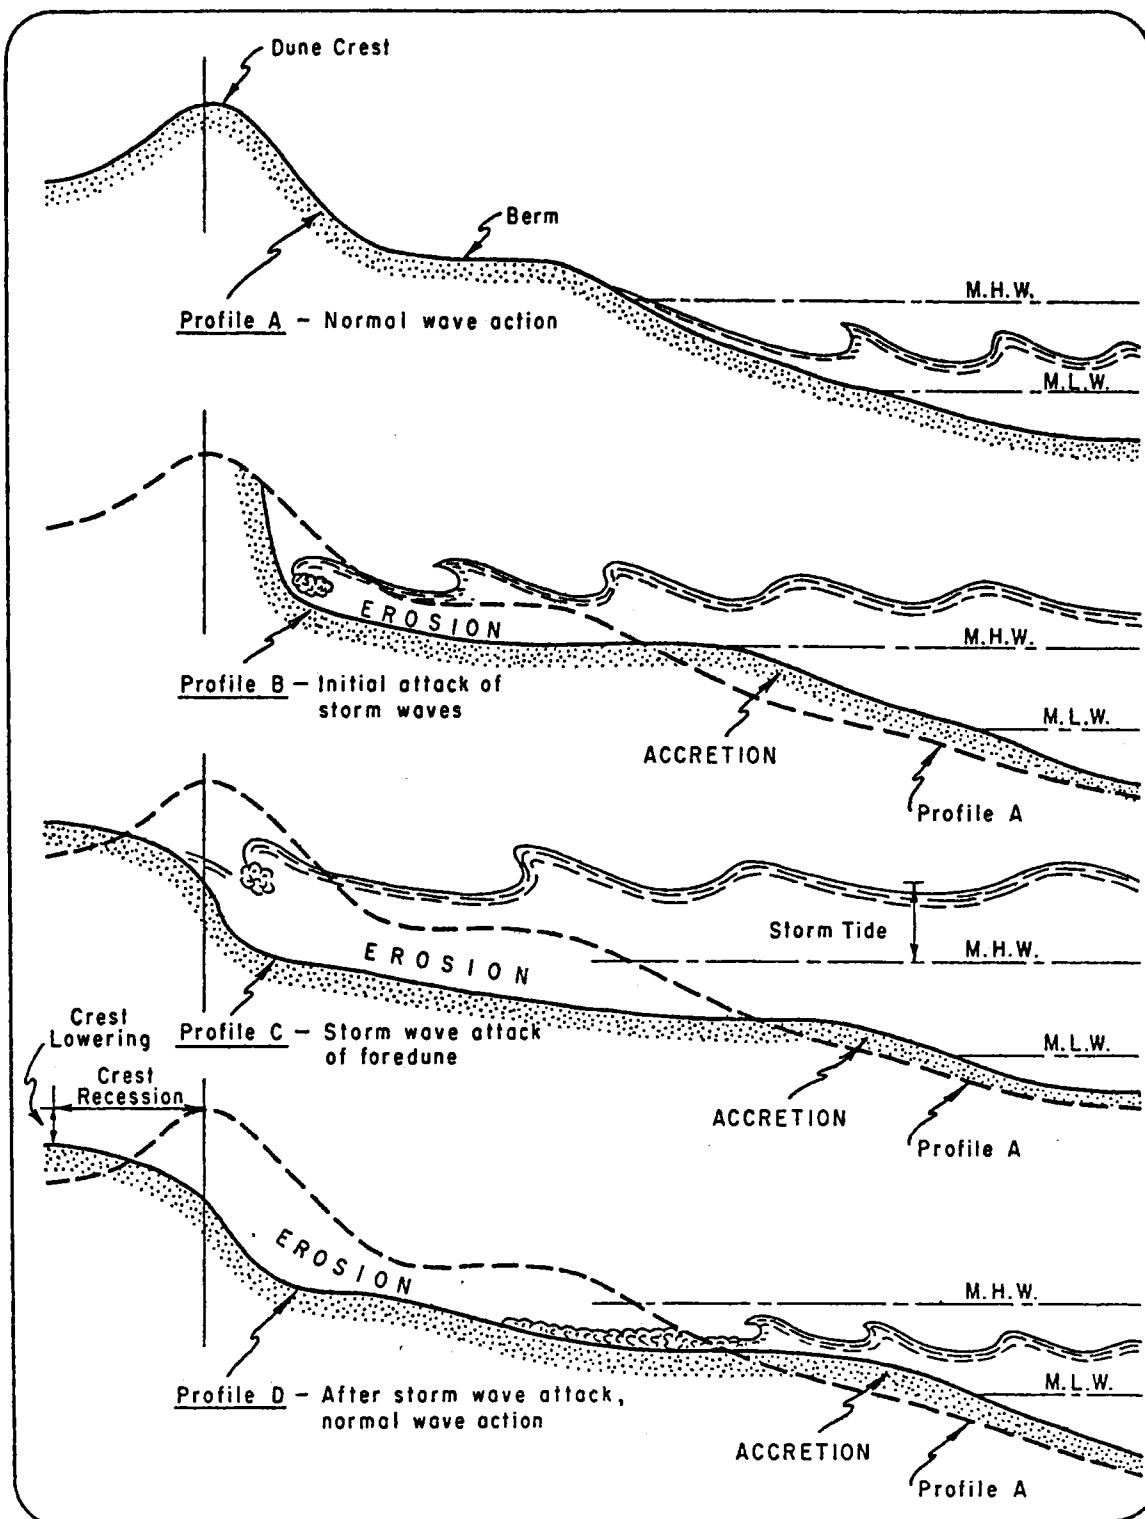 Dune Crest
Berm
M.H.W.
Profile A – Normal wave action
M.L.W.
EROSION
M.H.W.
Profile B – Initial attack of
storm waves
M.L.W.
ACCRETION
Profile A
Storm Tide
EROSION
M.H.W.
Crest
Lowering
Profile C – Storm wave attack
of foredune
M.L.W.
Crest
Recession
ACCRETION
Profile A
EROSION
M.H.W.
Profile D – After storm wave attack,
normal wave action
M.L.W.
ACCRETION
Profile A